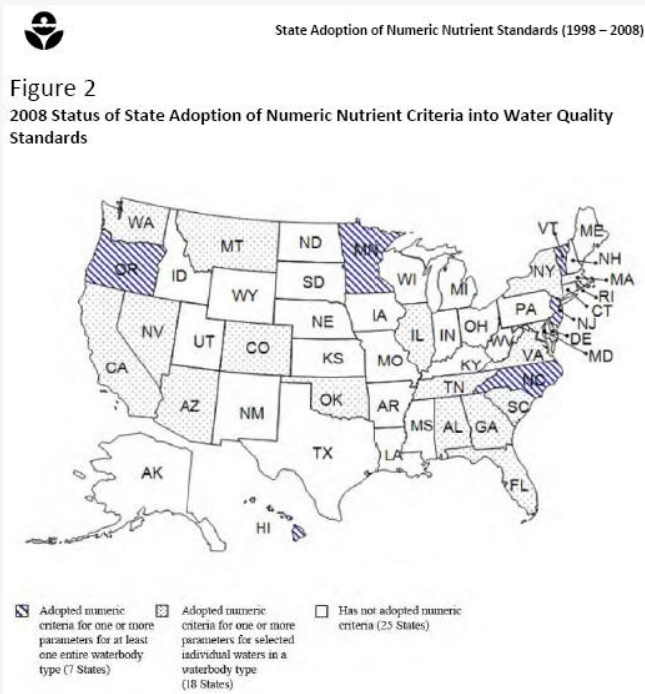 State Adoption of Numeric Nutrient Standards (1998 – 2008)
Figure 2
2008 Status of State Adoption of Numeric Nutrient Criteria into Water Quality
Standards
WA
MT
ND
MN
VT
ME
OR
ID
SD
WI
NY
NH
WY
MI
MA
RI
CT
NE
IA
PA
NJ
NV
UT
CO
IL
IN
OH
DE
CA
KS
MO
WV
VA
MD
KY
AZ
NM
OK
AR
TN
NC
SC
MS
AL
GA
TX
LA
FL
AK
HI
Adopted numeric
criteria for one or more
parameters for at least
one entire waterbody
type (7 States)
Adopted numeric
criteria for one or more
parameters for selected
individual waters in a
waterbody type
(18 States)
Has not adopted numeric
criteria (25 States)